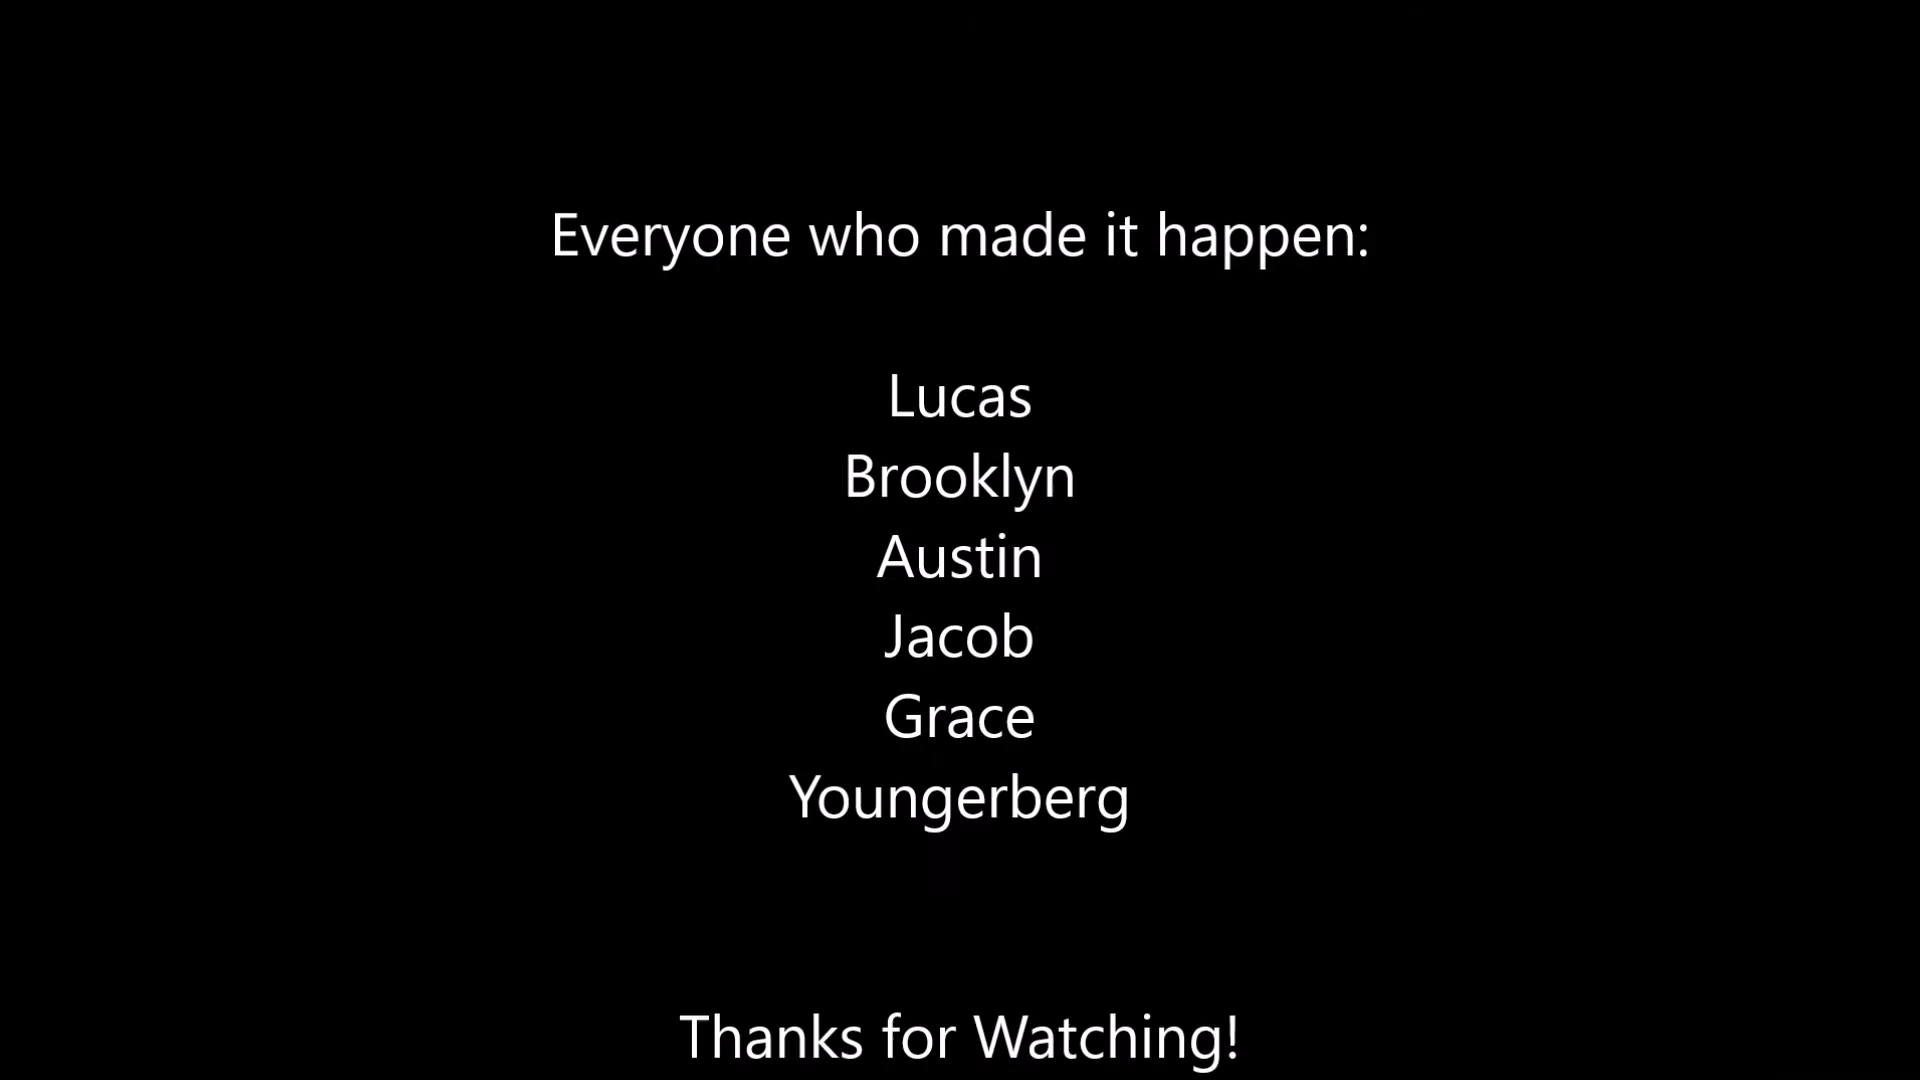 Everyone who made it happen:
Lucas
Brooklyn
Austin
Jacob
Grace
Youngerberg
Thanks for Watching!